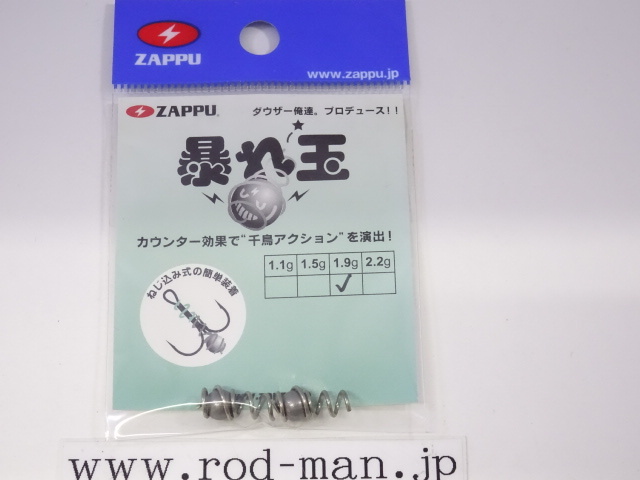 ZAPPU
www.zappu.jp
ZAPPU
ダウザー俺達。プロデュース!!
暴れ玉
カウンター効果で"千鳥アクション"を演出!
1.1g 1.5g 1.9g 2.2g
ねじ込み式の簡単装着
www.rod-man.jp